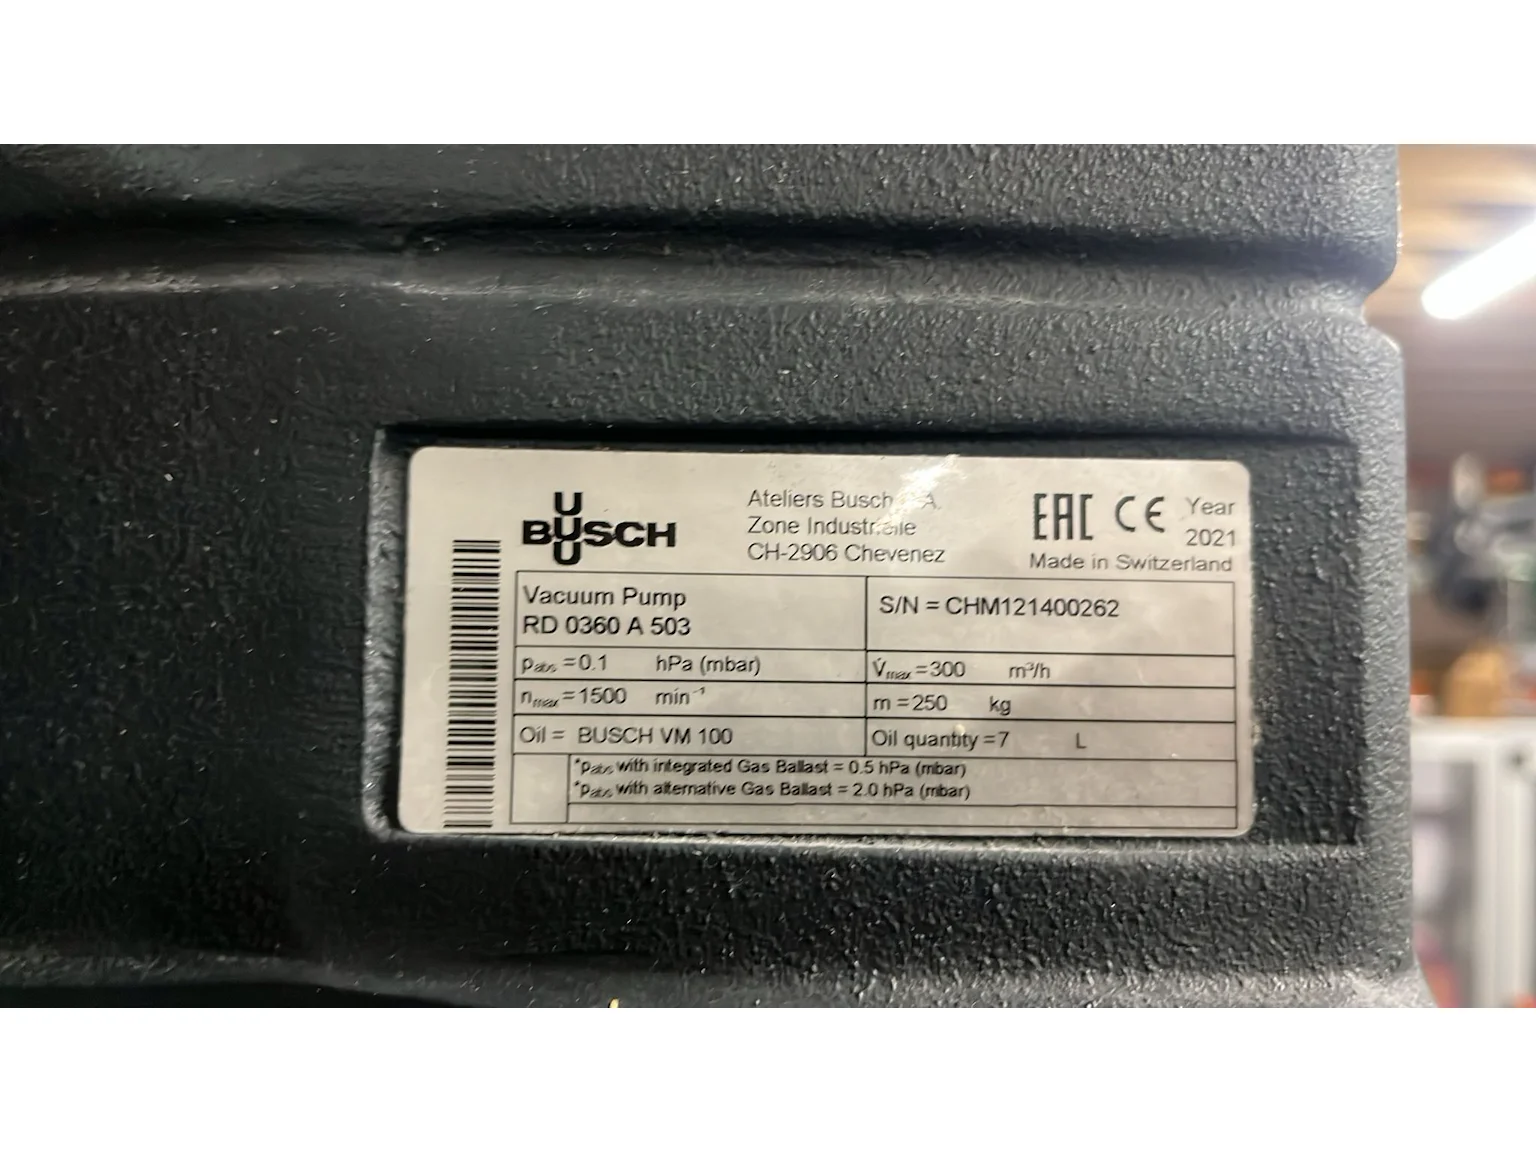 BUSCH
Ateliers Busch S.A.
Zone Industrielle
CH-2906 Chevenez
EAC CE Year
2021
Made in Switzerland
Vacuum Pump
RD 0360 A 503
S/N = CHM121400262
pabs =0.1 hPa (mbar)
V̇max =300 m³/h
nmax =1500 min⁻¹
m =250 kg
Oil = BUSCH VM 100
Oil quantity =7 L
*pabs with integrated Gas Ballast = 0.5 hPa (mbar)
*pabs with alternative Gas Ballast = 2.0 hPa (mbar)